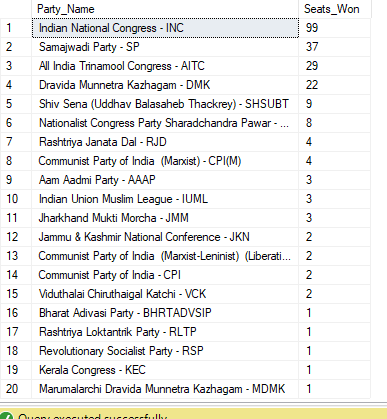 Party_Name Seats_Won
1 Indian National Congress - INC 99
2 Samajwadi Party - SP 37
3 All India Trinamool Congress - AITC 29
4 Dravida Munnetra Kazhagam - DMK 22
5 Shiv Sena (Uddhav Balasaheb Thackrey) - SHSUBT 9
6 Nationalist Congress Party Sharadchandra Pawar - ... 8
7 Rashtriya Janata Dal - RJD 4
8 Communist Party of India (Marxist) - CPI(M) 4
9 Aam Aadmi Party - AAAP 3
10 Indian Union Muslim League - IUML 3
11 Jharkhand Mukti Morcha - JMM 3
12 Jammu & Kashmir National Conference - JKN 2
13 Communist Party of India (Marxist-Leninist) (Liberati... 2
14 Communist Party of India - CPI 2
15 Viduthalai Chiruthaigal Katchi - VCK 2
16 Bharat Adivasi Party - BHRTADVSIP 1
17 Rashtriya Loktantrik Party - RLTP 1
18 Revolutionary Socialist Party - RSP 1
19 Kerala Congress - KEC 1
20 Marumalarchi Dravida Munnetra Kazhagam - MDMK 1
Query executed successfully